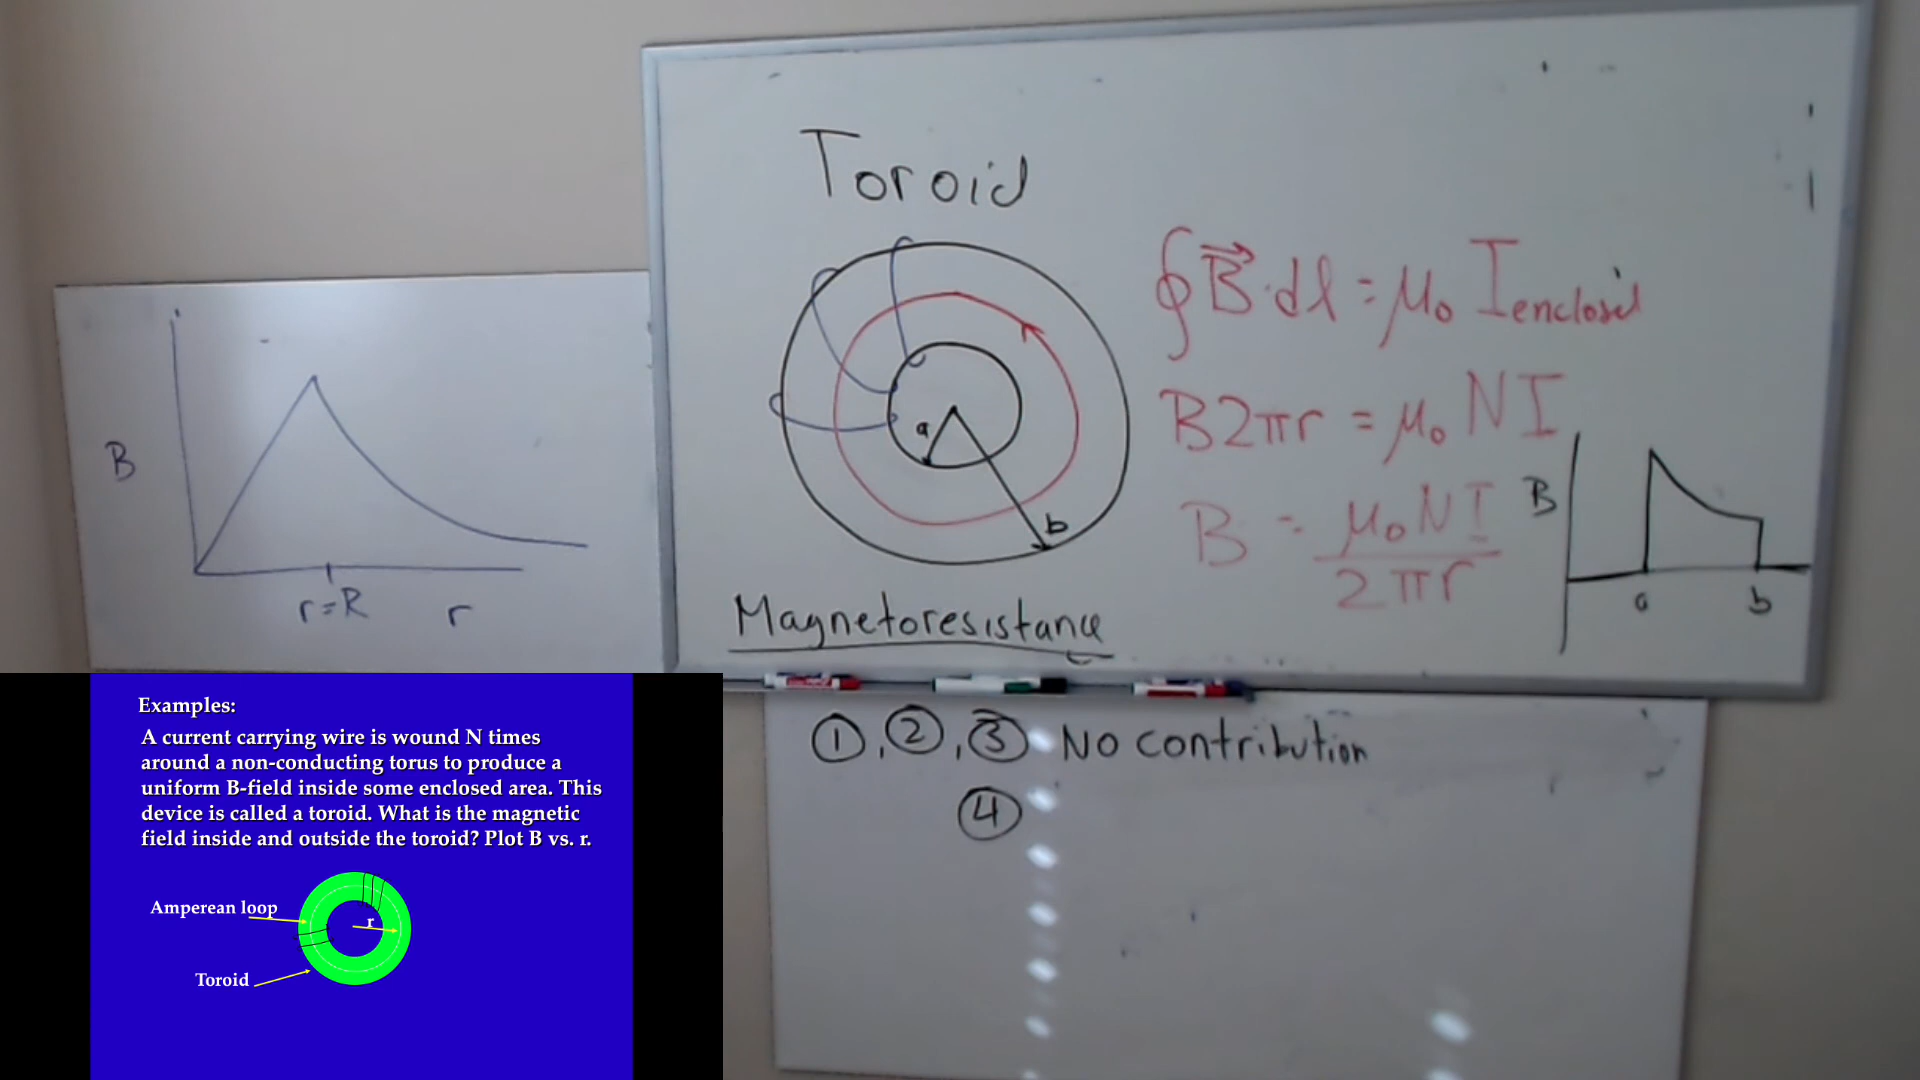 Toroid
∮B⃗·dl = μ₀ I enclosed
B2πr = μ₀ N I
B = μ₀NI / 2πr
a
b
B
a b
Magnetoresistance
B
r=R r
①,②,③ No contribution
④
Examples:
A current carrying wire is wound N times
around a non-conducting torus to produce a
uniform B-field inside some enclosed area. This
device is called a toroid. What is the magnetic
field inside and outside the toroid? Plot B vs. r.
Amperean loop
r
Toroid